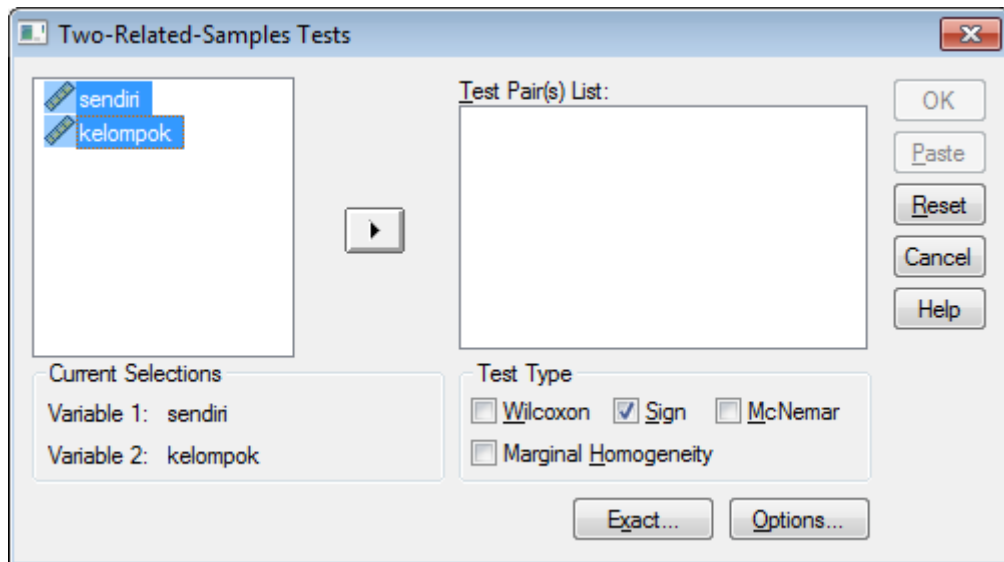 Two-Related-Samples Tests
sendiri
kelompok
Test Pair(s) List:
OK
Paste
Reset
Cancel
Help
Current Selections
Variable 1: sendiri
Variable 2: kelompok
Test Type
Wilcoxon Sign McNemar
Marginal Homogeneity
Exact... Options...